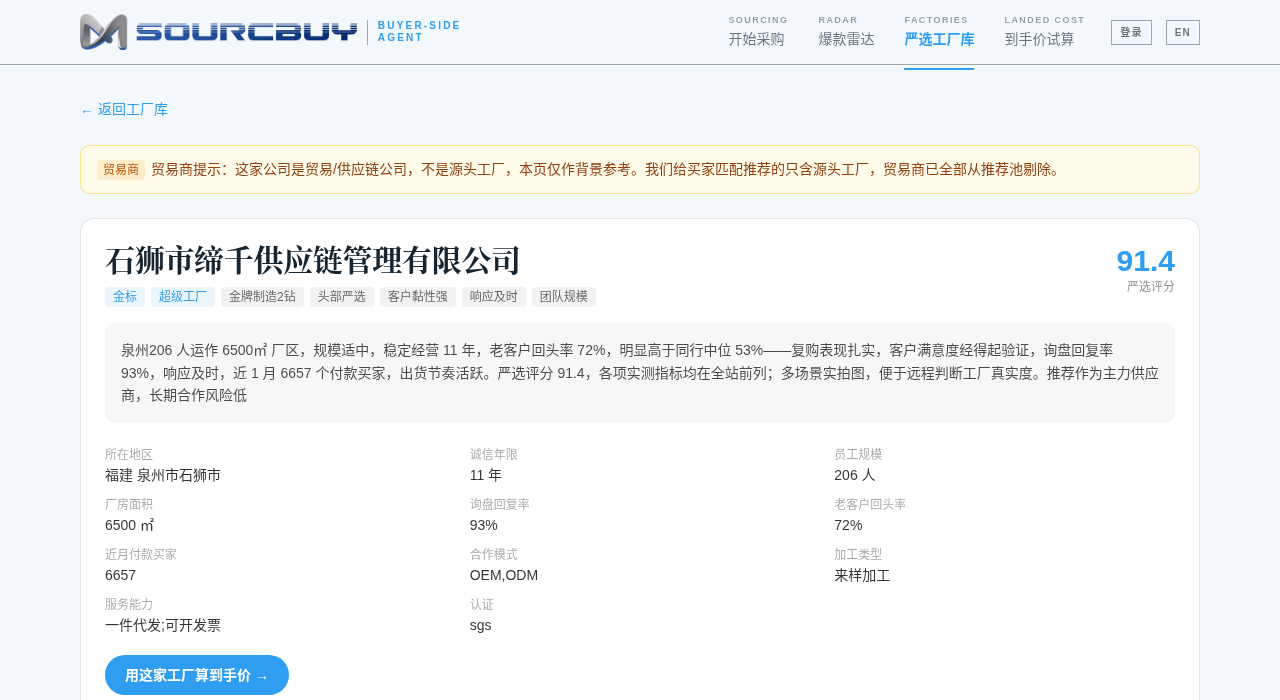 SOURCBUY
BUYER-SIDE
AGENT
SOURCING
开始采购
RADAR
爆款雷达
FACTORIES
严选工厂库
LANDED COST
到手价试算
登录
EN
← 返回工厂库
贸易商 贸易商提示：这家公司是贸易/供应链公司，不是源头工厂，本页仅作背景参考。我们给买家匹配推荐的只含源头工厂，贸易商已全部从推荐池剔除。
石狮市缔千供应链管理有限公司
91.4
严选评分
金标 超级工厂 金牌制造2钻 头部严选 客户黏性强 响应及时 团队规模
泉州206 人运作 6500㎡ 厂区，规模适中，稳定经营 11 年，老客户回头率 72%，明显高于同行中位 53%——复购表现扎实，客户满意度经得起验证，询盘回复率
93%，响应及时，近 1 月 6657 个付款买家，出货节奏活跃。严选评分 91.4，各项实测指标均在全站前列；多场景实拍图，便于远程判断工厂真实度。推荐作为主力供应
商，长期合作风险低
所在地区 诚信年限 员工规模
福建 泉州市石狮市 11 年 206 人
厂房面积 询盘回复率 老客户回头率
6500 ㎡ 93% 72%
近月付款买家 合作模式 加工类型
6657 OEM,ODM 来样加工
服务能力 认证
一件代发;可开发票 sgs
用这家工厂算到手价 →